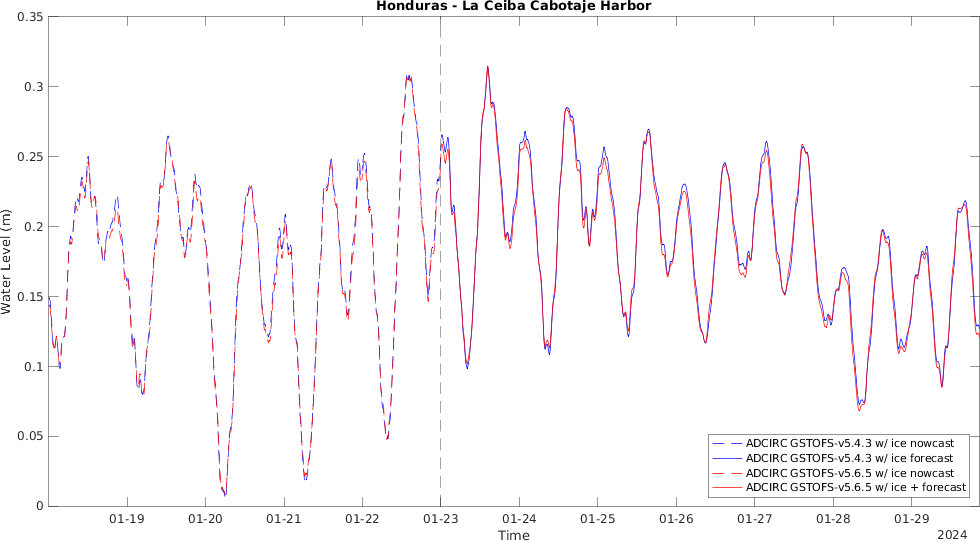 Honduras - La Ceiba Cabotaje Harbor
0.35
0.3
0.25
0.2
0.15
0.1
0.05
0
Water Level (m)
ADCIRC GSTOFS-v5.4.3 w/ ice nowcast
ADCIRC GSTOFS-v5.4.3 w/ ice forecast
ADCIRC GSTOFS-v5.6.5 w/ ice nowcast
ADCIRC GSTOFS-v5.6.5 w/ ice + forecast
01-19 01-20 01-21 01-22 01-23 01-24 01-25 01-26 01-27 01-28 01-29
Time
2024